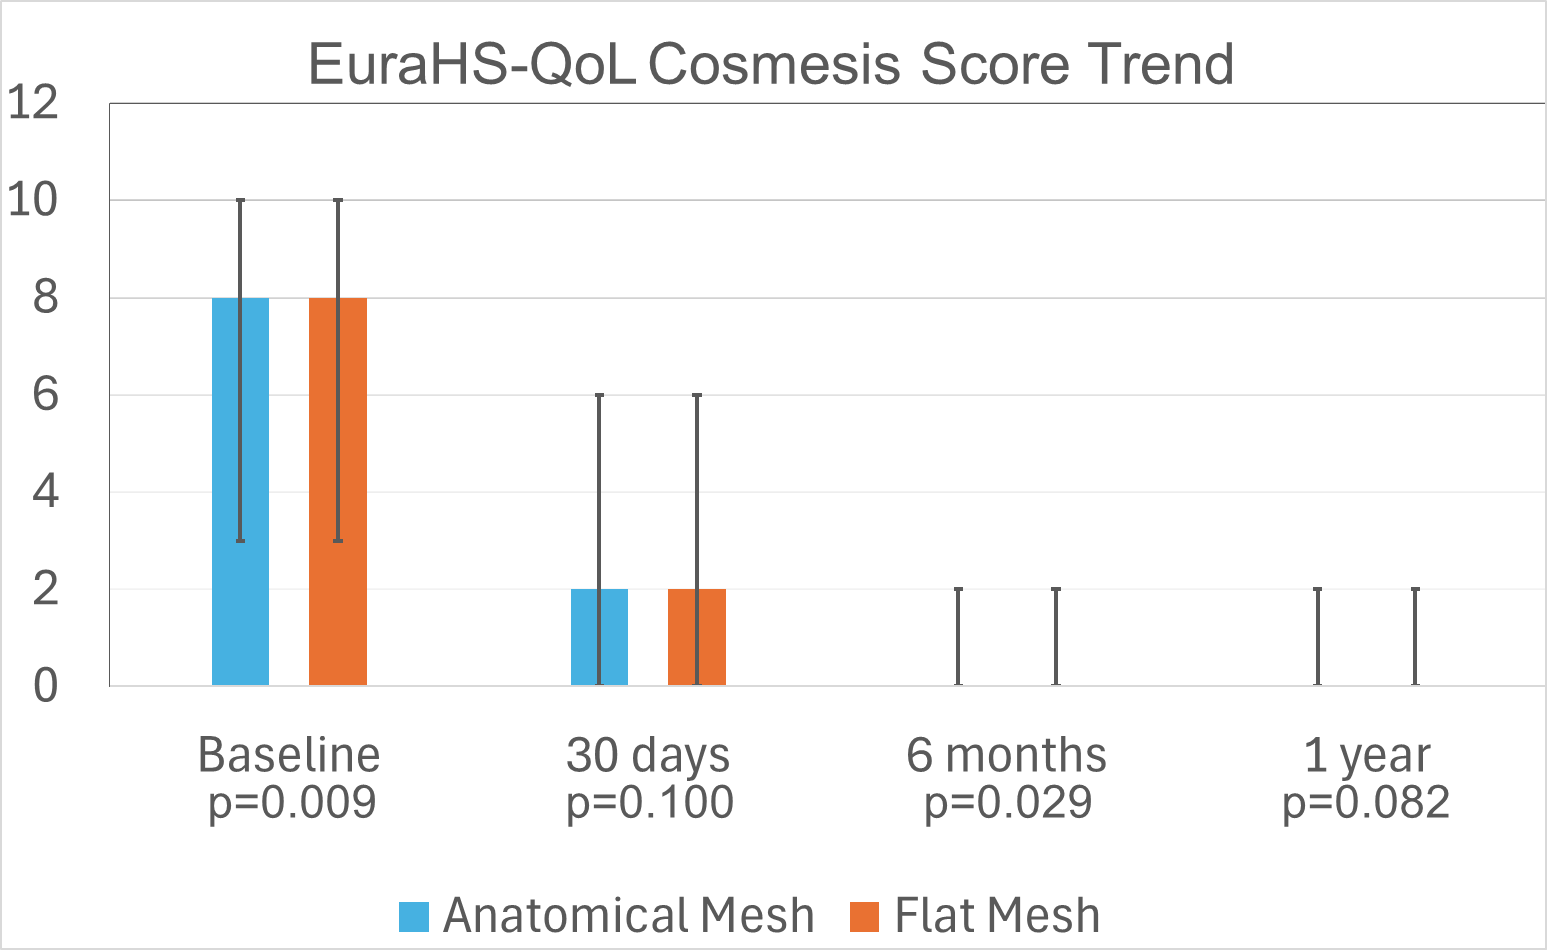 EuraHS-QoL Cosmesis Score Trend
12
10
8
6
4
2
0
Baseline 30 days 6 months 1 year
p=0.009 p=0.100 p=0.029 p=0.082
Anatomical Mesh Flat Mesh